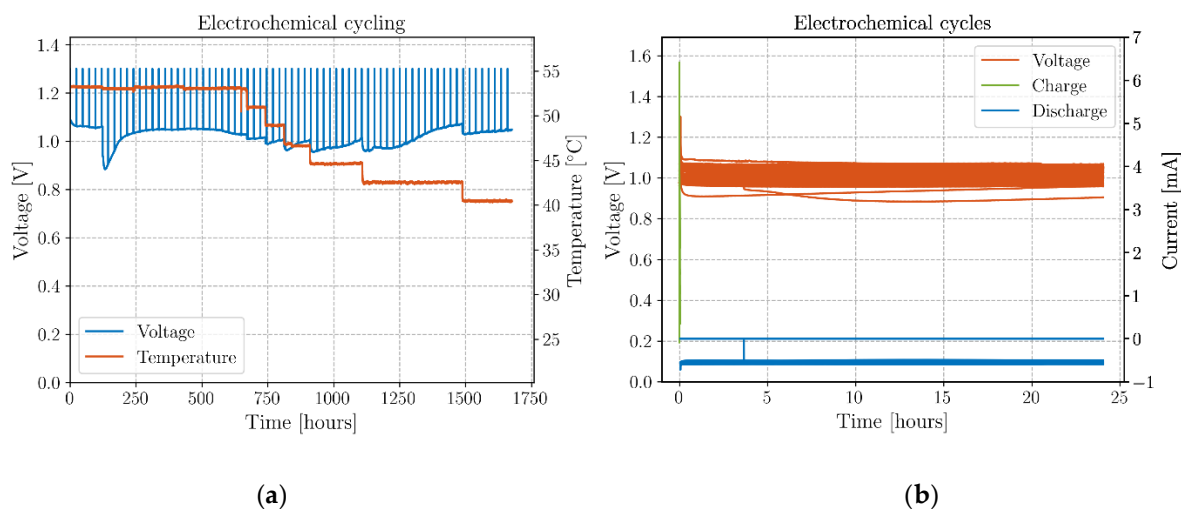 Electrochemical cycling
1.4
1.2
1.0
0.8
0.6
0.4
0.2
0.0
Voltage [V]
55
50
45
40
35
30
25
Temperature [°C]
Voltage
Temperature
0 250 500 750 1000 1250 1500 1750
Time [hours]
(a)
Electrochemical cycles
1.6
1.4
1.2
1.0
0.8
0.6
0.4
0.2
0.0
Voltage [V]
7
6
5
4
3
2
1
0
−1
Current [mA]
Voltage
Charge
Discharge
0 5 10 15 20 25
Time [hours]
(b)